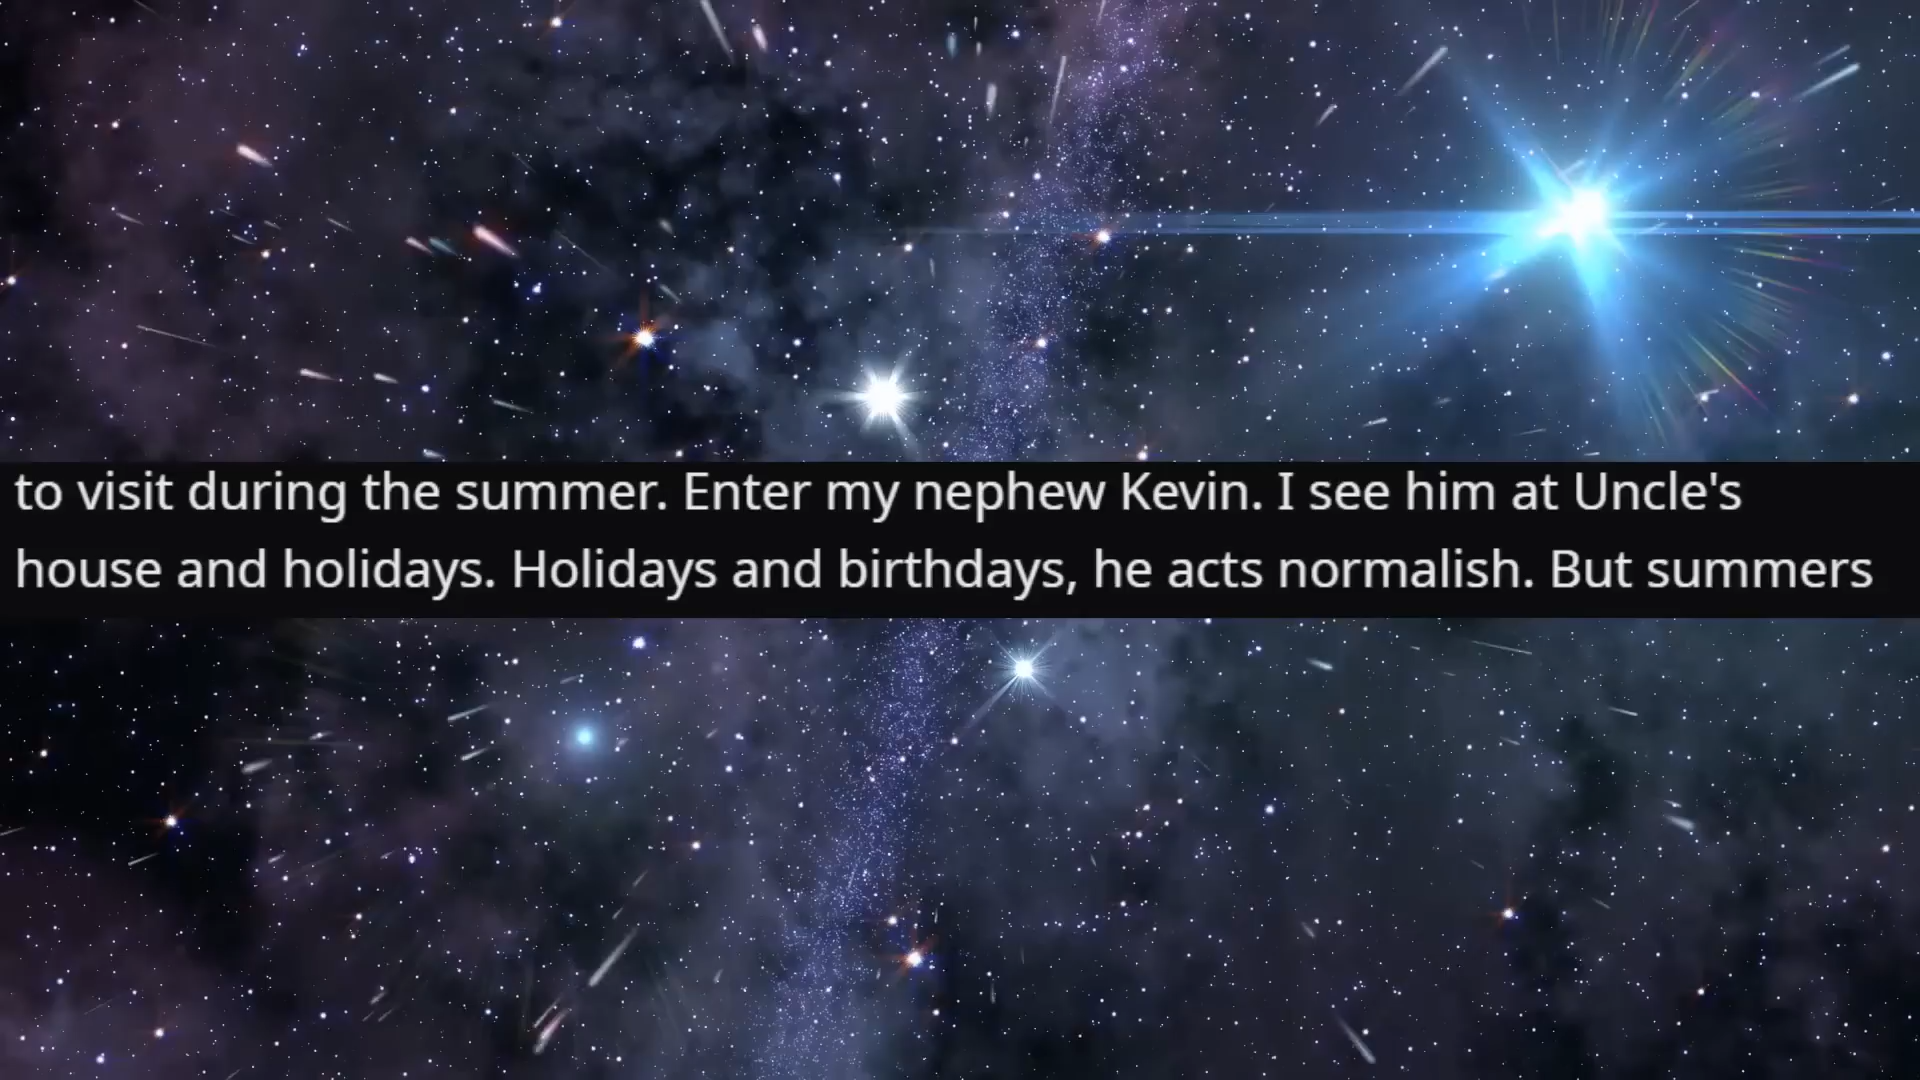 to visit during the summer. Enter my nephew Kevin. I see him at Uncle's
house and holidays. Holidays and birthdays, he acts normalish. But summers